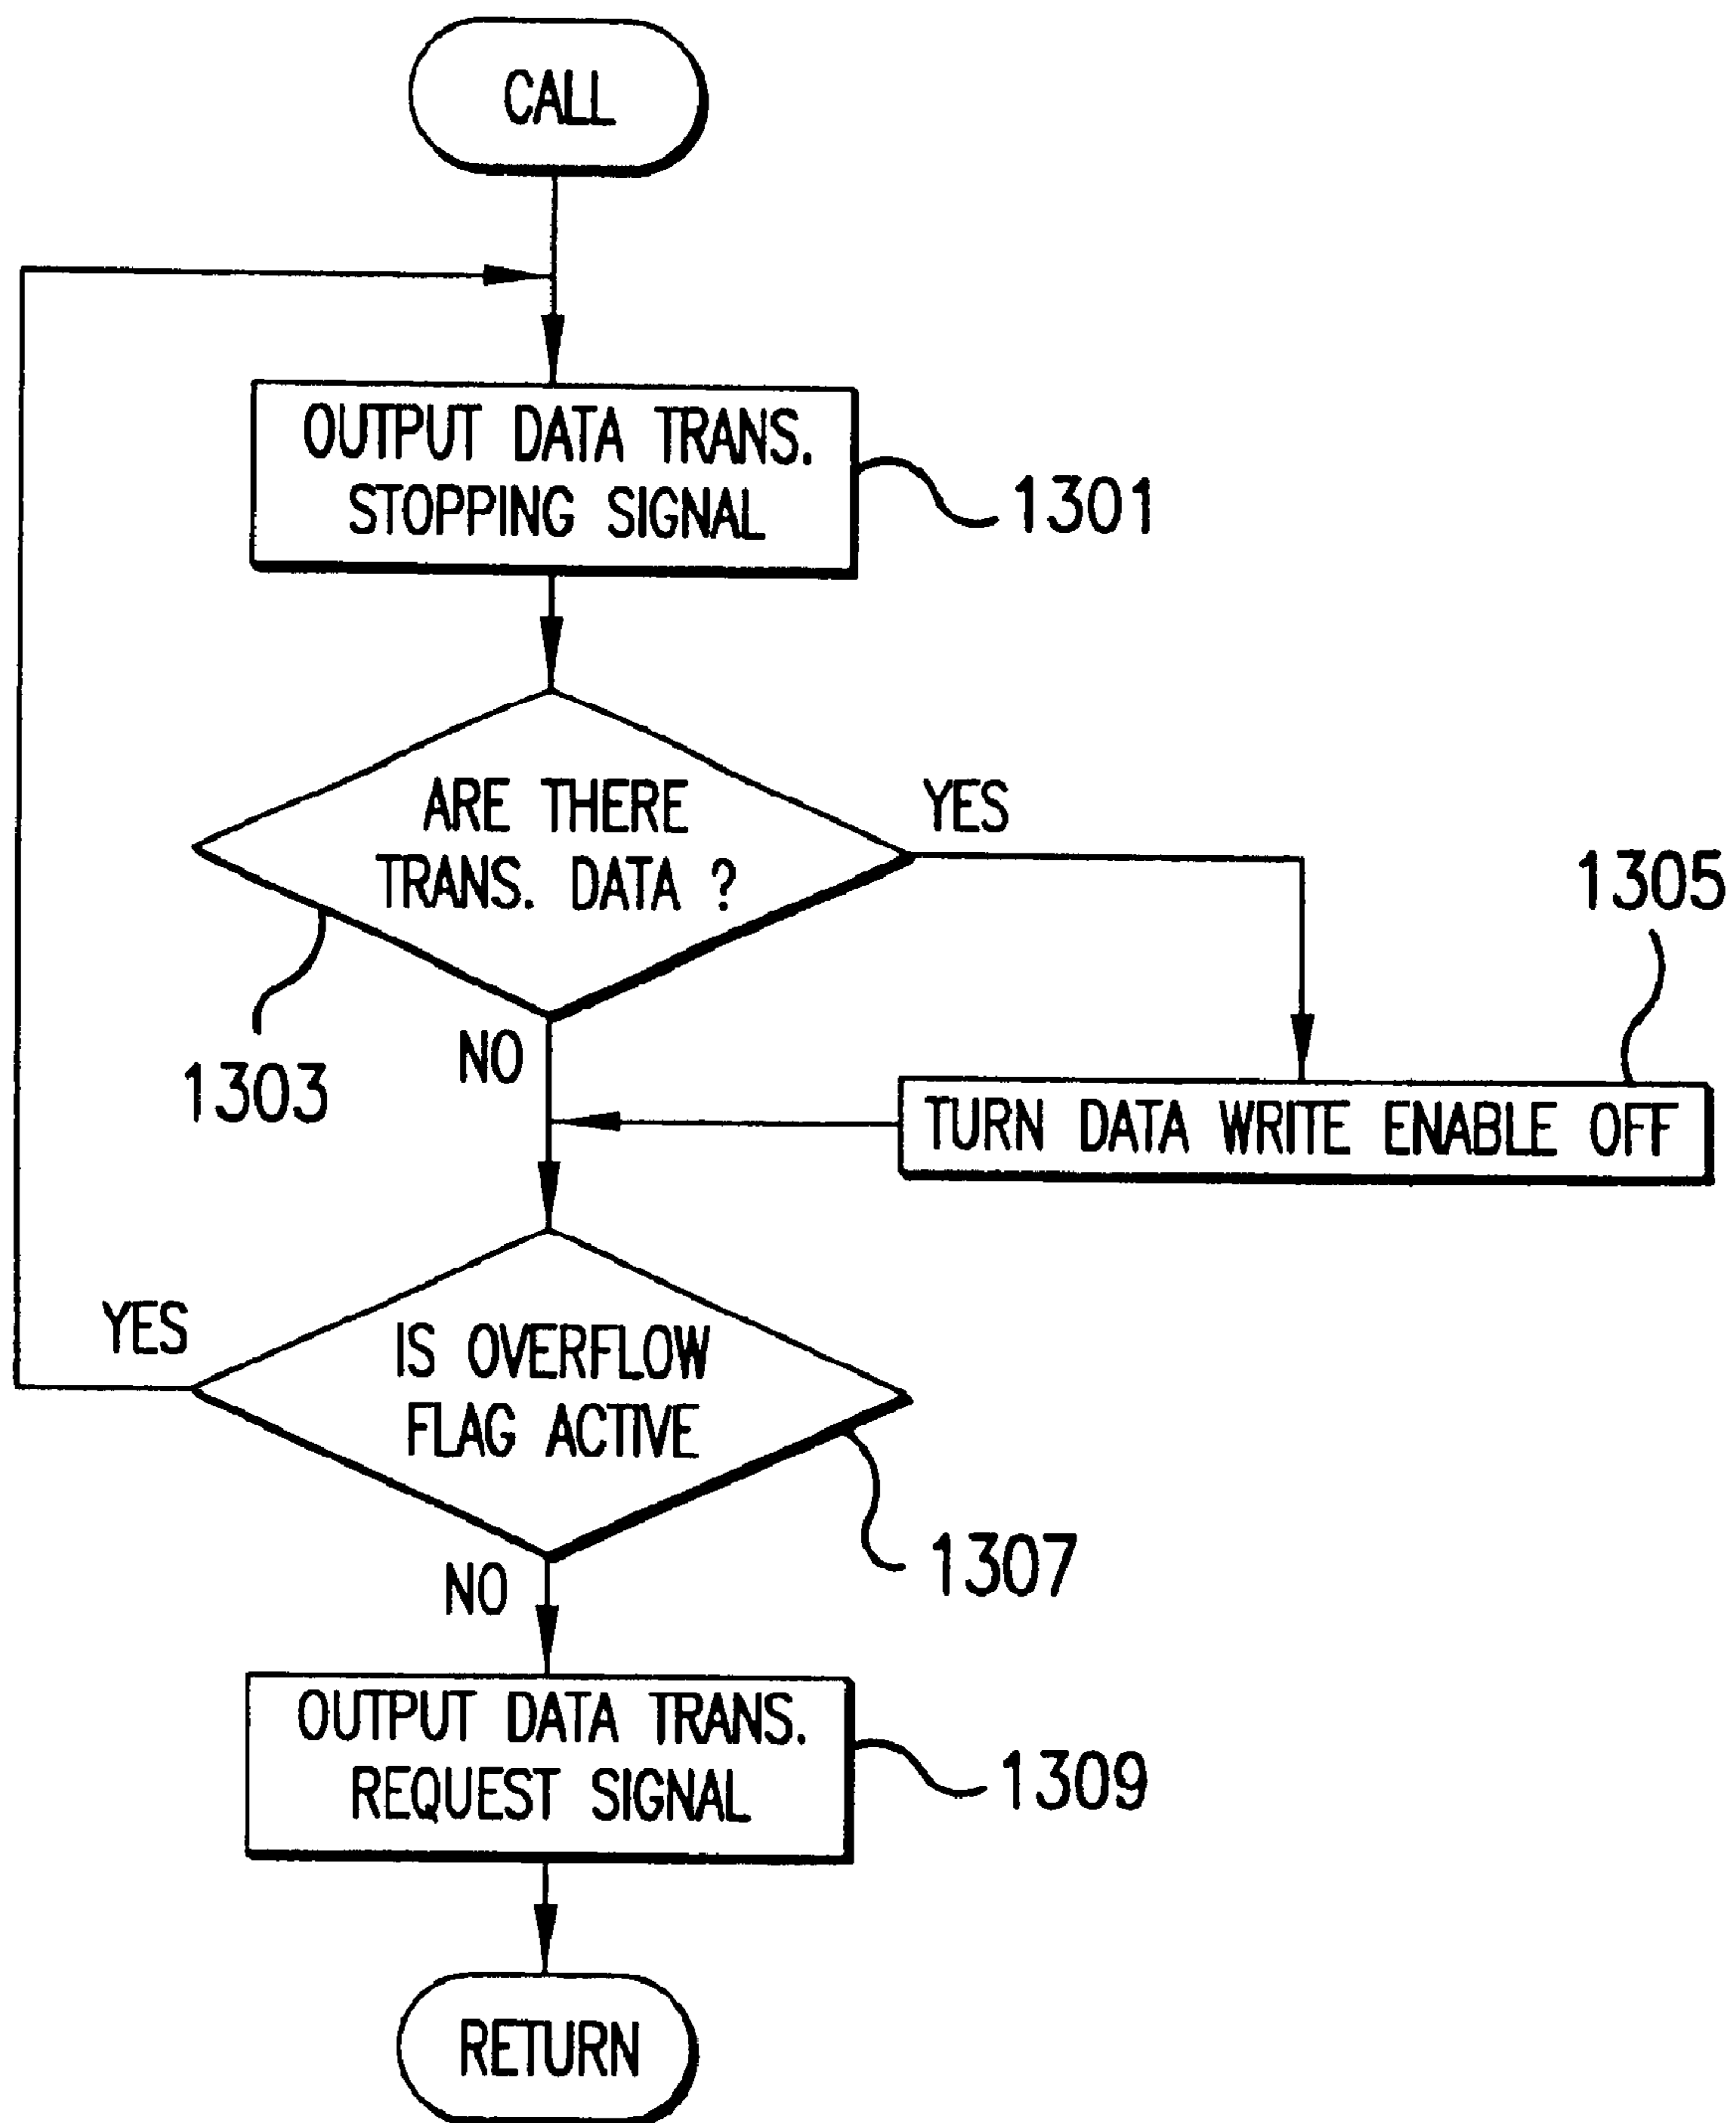 CALL
OUTPUT DATA TRANS.
STOPPING SIGNAL
1301
ARE THERE
TRANS. DATA ?
YES
1303
NO
1305
TURN DATA WRITE ENABLE OFF
YES
IS OVERFLOW
FLAG ACTIVE
1307
NO
OUTPUT DATA TRANS.
REQUEST SIGNAL
1309
RETURN